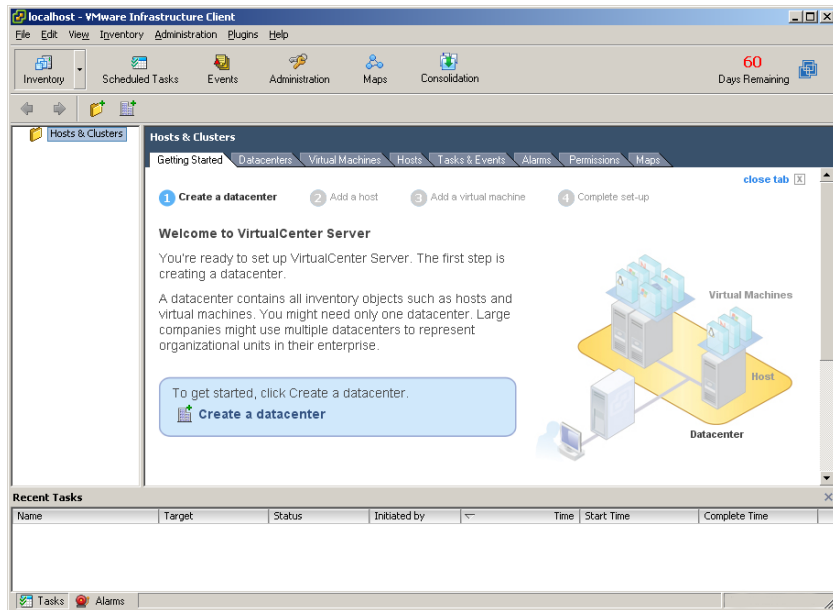 localhost - VMware Infrastructure Client
File Edit View Inventory Administration Plugins Help
Inventory Scheduled Tasks Events Administration Maps Consolidation 60 Days Remaining
Hosts & Clusters
Hosts & Clusters
Getting Started Datacenters Virtual Machines Hosts Tasks & Events Alarms Permissions Maps
close tab X
1 Create a datacenter 2 Add a host 3 Add a virtual machine 4 Complete set-up
Welcome to VirtualCenter Server
You're ready to set up VirtualCenter Server. The first step is
creating a datacenter.
A datacenter contains all inventory objects such as hosts and
virtual machines. You might need only one datacenter. Large
companies might use multiple datacenters to represent
organizational units in their enterprise.
To get started, click Create a datacenter.
Create a datacenter
Virtual Machines
Host
Datacenter
Recent Tasks
Name Target Status Initiated by Time Start Time Complete Time
Tasks Alarms